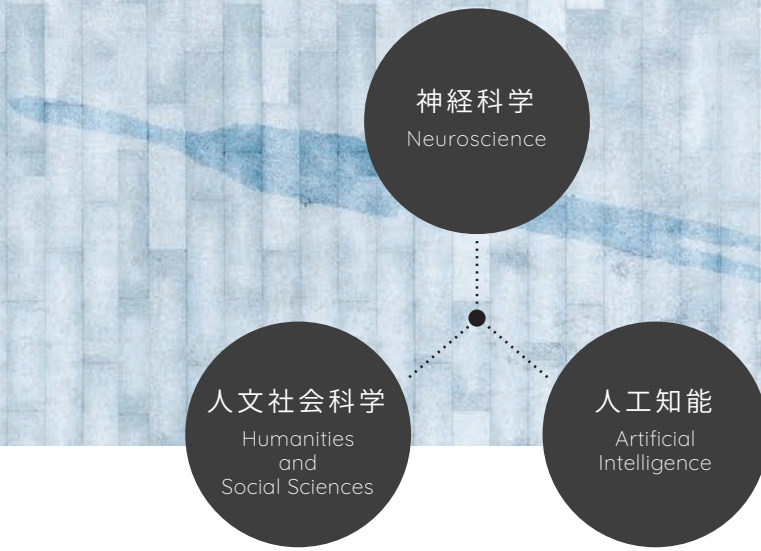 神経科学
Neuroscience
人文社会科学
Humanities
and
Social Sciences
人工知能
Artificial
Intelligence